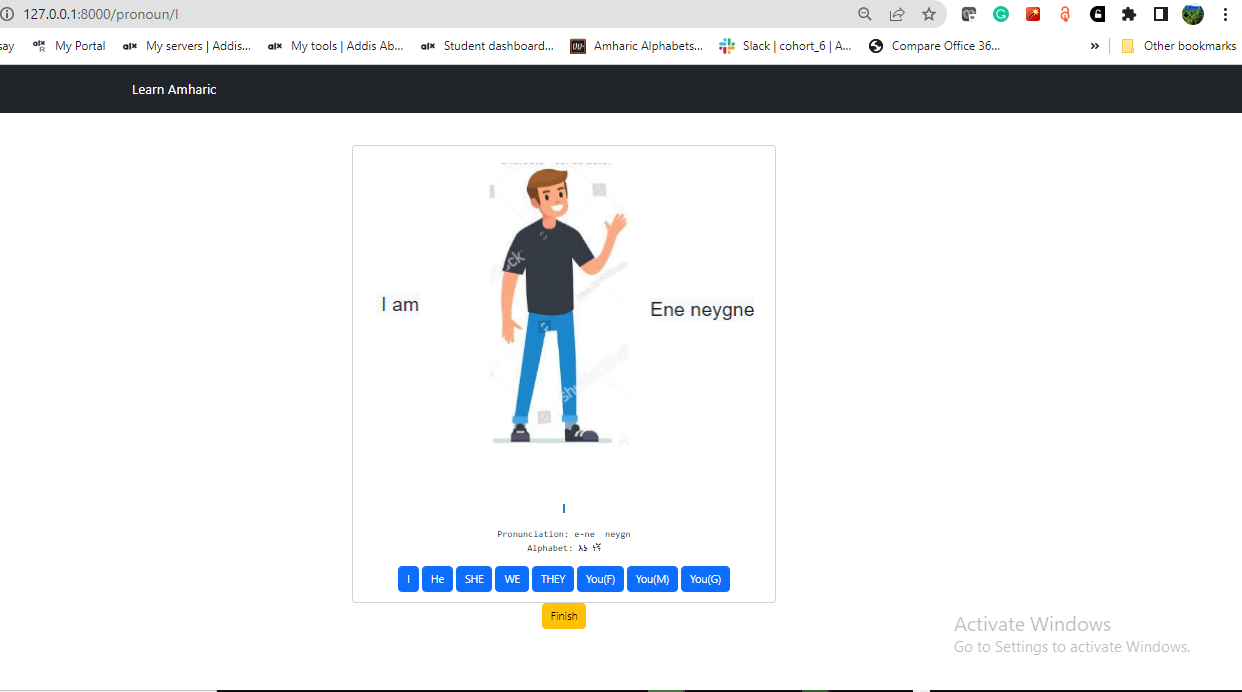 127.0.0.1:8000/pronoun/I
say
My Portal
My servers | Addis...
My tools | Addis Ab...
Student dashboard...
Amharic Alphabets...
Slack | cohort_6 | A...
Compare Office 36...
»
Other bookmarks
Learn Amharic
I am
Ene neygne
I
Pronunciation: e-ne neygn
Alphabet: እኔ ነኝ
I
He
SHE
WE
THEY
You(F)
You(M)
You(G)
Finish
Activate Windows
Go to Settings to activate Windows.